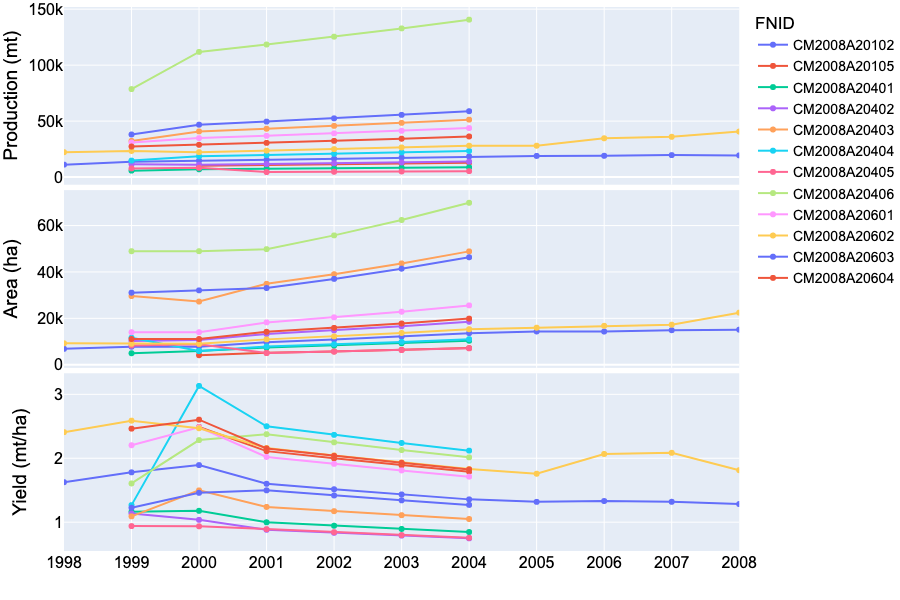 150k
100k
50k
0
Production (mt)
60k
40k
20k
0
Area (ha)
3
2
1
Yield (mt/ha)
1998 1999 2000 2001 2002 2003 2004 2005 2006 2007 2008
FNID
CM2008A20102
CM2008A20105
CM2008A20401
CM2008A20402
CM2008A20403
CM2008A20404
CM2008A20405
CM2008A20406
CM2008A20601
CM2008A20602
CM2008A20603
CM2008A20604